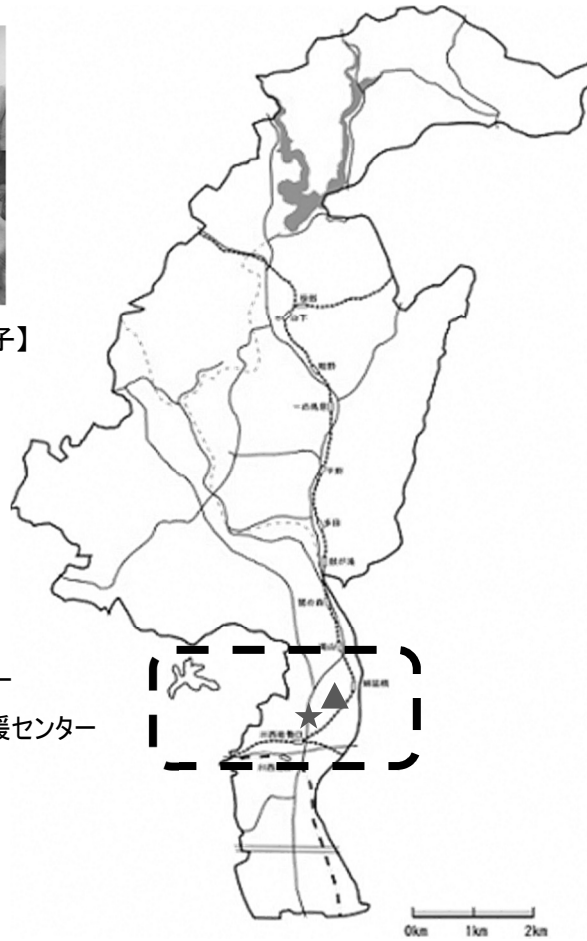 子】
笹部
山下
畦野
一の鳥居
平野
多田
鼓が滝
鶯の森
滝山
絹延橋
ー
援センター
川西能勢口
0km 1km 2km